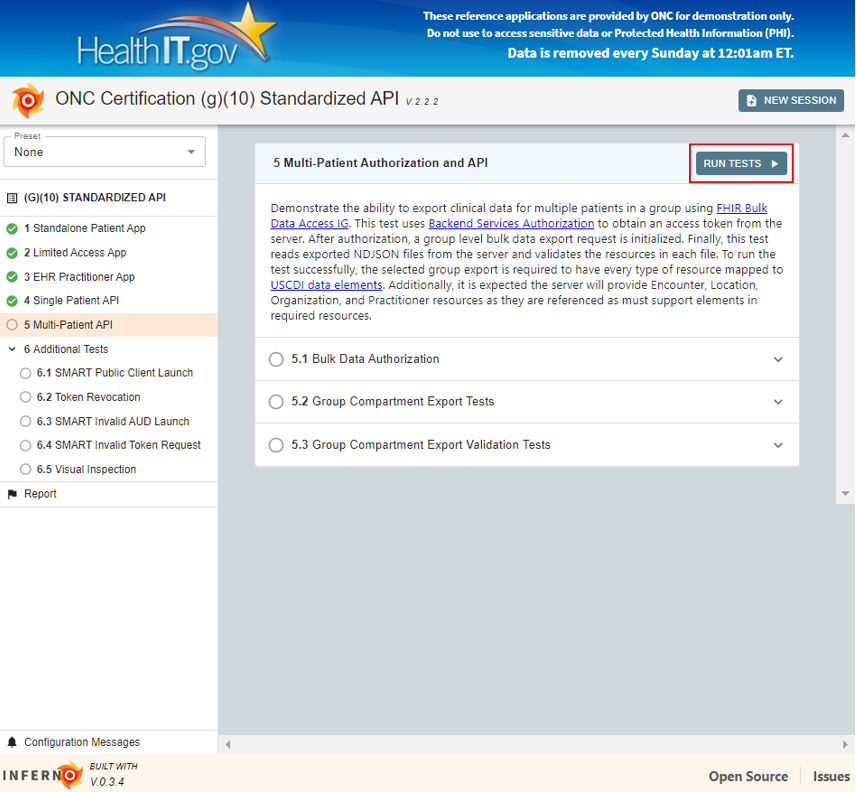 HealthIT.gov
These reference applications are provided by ONC for demonstration only.
Do not use to access sensitive data or Protected Health Information (PHI).
Data is removed every Sunday at 12:01am ET.
ONC Certification (g)(10) Standardized API V.2.2.2
NEW SESSION
Preset
None
(G)(10) STANDARDIZED API
1 Standalone Patient App
2 Limited Access App
3 EHR Practitioner App
4 Single Patient API
5 Multi-Patient API
6 Additional Tests
6.1 SMART Public Client Launch
6.2 Token Revocation
6.3 SMART Invalid AUD Launch
6.4 SMART Invalid Token Request
6.5 Visual Inspection
Report
5 Multi-Patient Authorization and API
RUN TESTS
Demonstrate the ability to export clinical data for multiple patients in a group using FHIR Bulk
Data Access IG. This test uses Backend Services Authorization to obtain an access token from the
server. After authorization, a group level bulk data export request is initialized. Finally, this test
reads exported NDJSON files from the server and validates the resources in each file. To run
the test successfully, the selected group export is required to have every type of resource mapped to
USCDI data elements. Additionally, it is expected the server will provide Encounter, Location,
Organization, and Practitioner resources as they are referenced as must support elements in
required resources.
5.1 Bulk Data Authorization
5.2 Group Compartment Export Tests
5.3 Group Compartment Export Validation Tests
Configuration Messages
INFERNO
BUILT WITH
V.0.3.4
Open Source
Issues